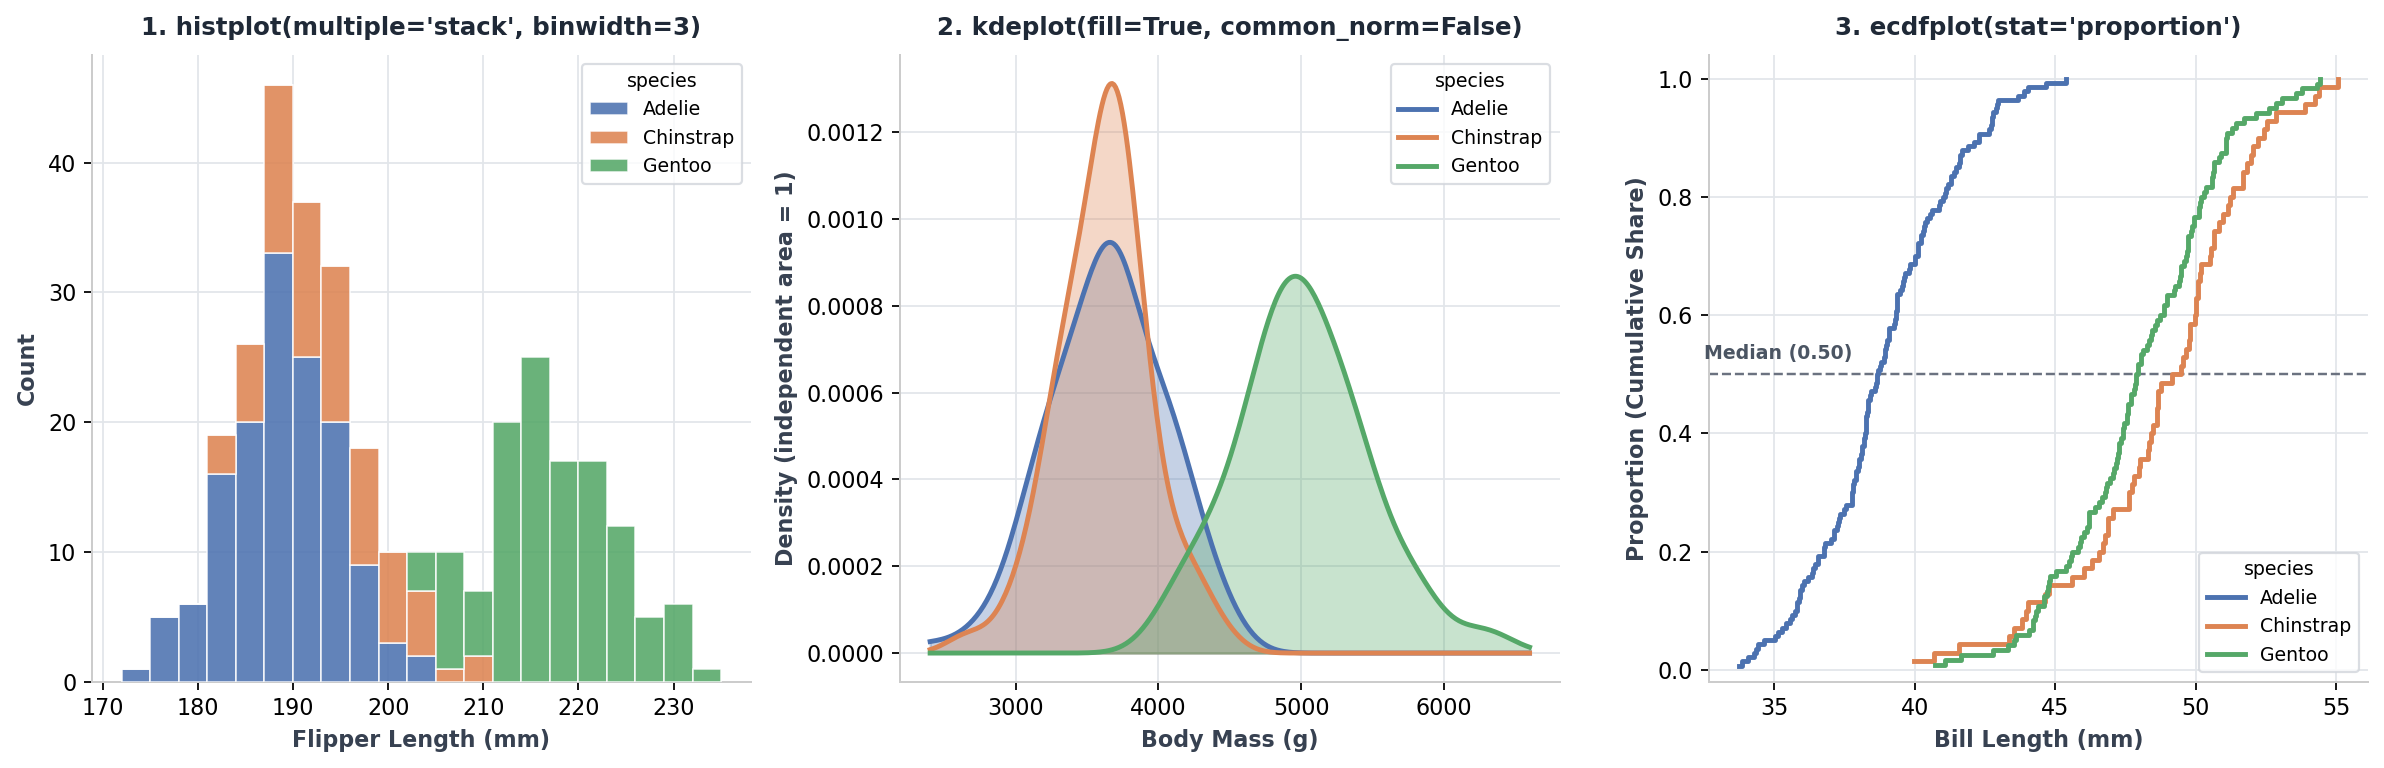 1. histplot(multiple='stack', binwidth=3)
Count
40
30
20
10
0
170 180 190 200 210 220 230
Flipper Length (mm)
species
Adelie
Chinstrap
Gentoo
2. kdeplot(fill=True, common_norm=False)
Density (independent area = 1)
0.0012
0.0010
0.0008
0.0006
0.0004
0.0002
0.0000
3000 4000 5000 6000
Body Mass (g)
species
Adelie
Chinstrap
Gentoo
3. ecdfplot(stat='proportion')
Proportion (Cumulative Share)
1.0
0.8
0.6
0.4
0.2
0.0
Median (0.50)
35 40 45 50 55
Bill Length (mm)
species
Adelie
Chinstrap
Gentoo